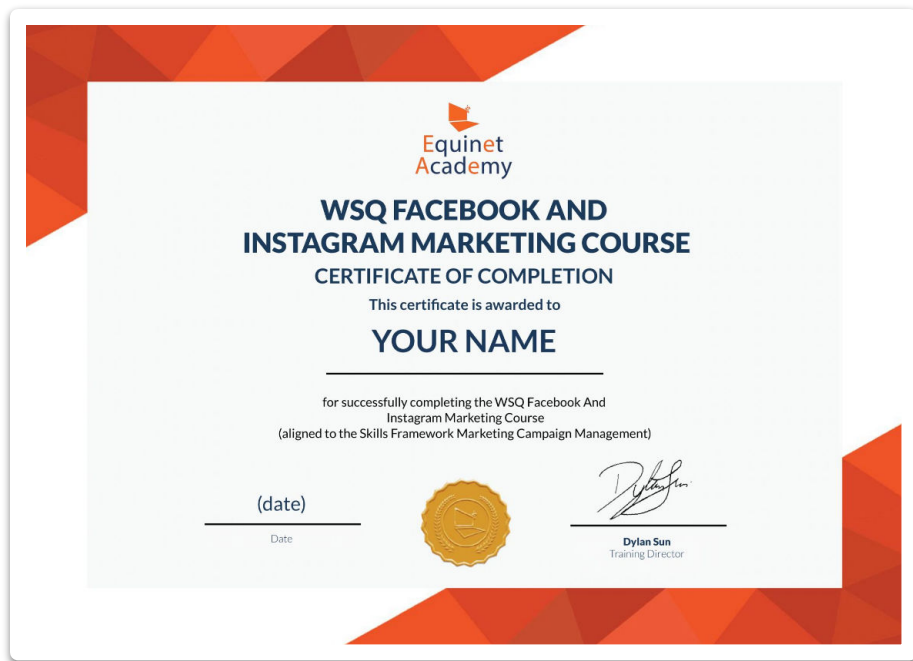 Equinet
Academy
WSQ FACEBOOK AND
INSTAGRAM MARKETING COURSE
CERTIFICATE OF COMPLETION
This certificate is awarded to
YOUR NAME
for successfully completing the WSQ Facebook And
Instagram Marketing Course
(aligned to the Skills Framework Marketing Campaign Management)
(date)
Date
Dylan Sun
Dylan Sun
Training Director